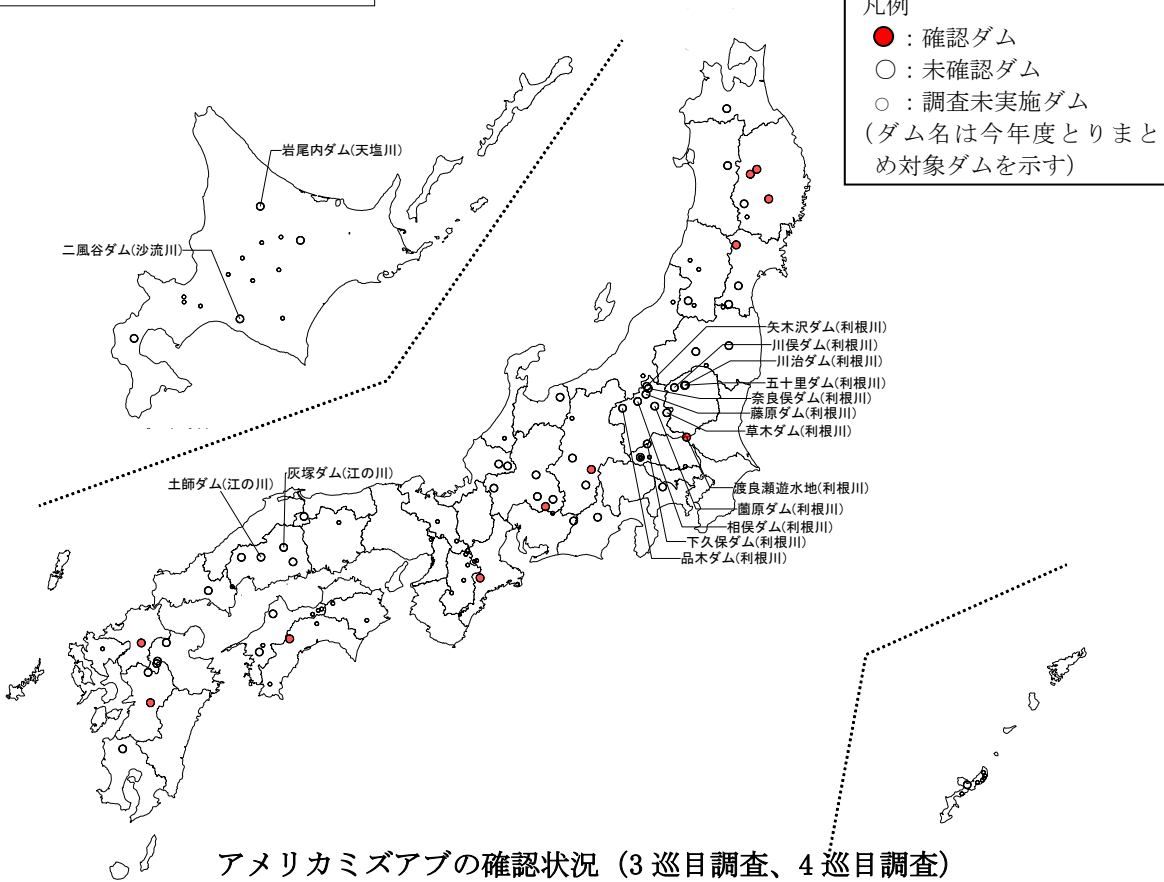 凡例
●：確認ダム
○：未確認ダム
○：調査未実施ダム
(ダム名は今年度とりまと
め対象ダムを示す)
岩尾内ダム(天塩川)
二風谷ダム(沙流川)
矢木沢ダム(利根川)
川俣ダム(利根川)
川治ダム(利根川)
五十里ダム(利根川)
奈良俣ダム(利根川)
藤原ダム(利根川)
草木ダム(利根川)
灰塚ダム(江の川)
土師ダム(江の川)
渡良瀬遊水地(利根川)
薗原ダム(利根川)
相俣ダム(利根川)
下久保ダム(利根川)
品木ダム(利根川)
アメリカミズアブの確認状況（3 巡目調査、4 巡目調査）